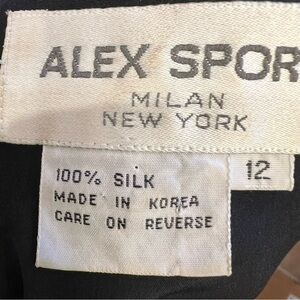 ALEX SPOR
MILAN
NEW YORK
12
100% SILK
MADE IN KOREA
CARE ON REVERSE